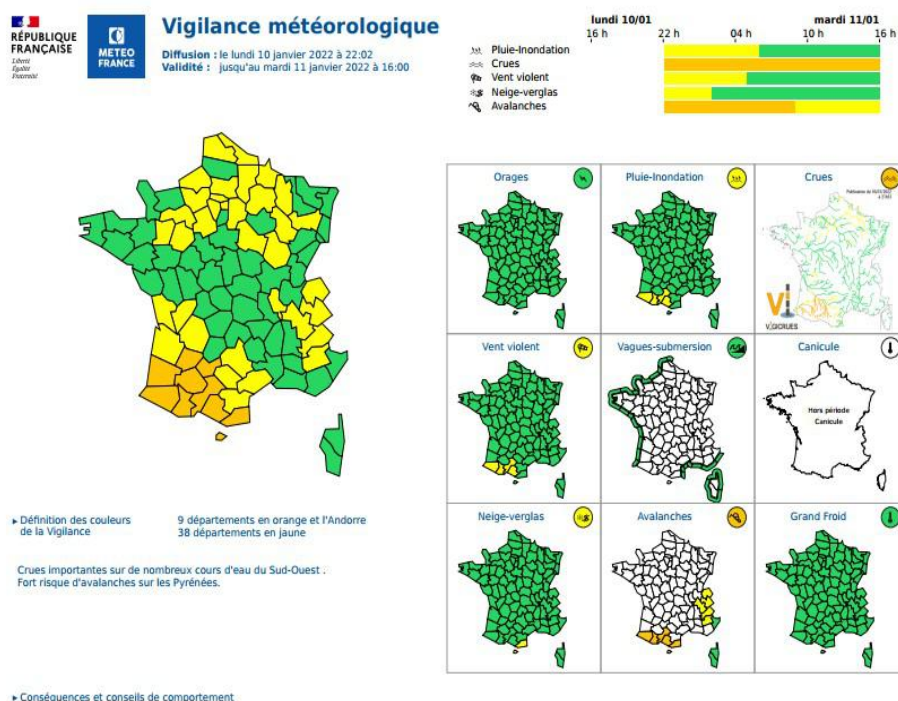 RÉPUBLIQUE
FRANÇAISE
Liberté
Égalité
Fraternité
METEO
FRANCE
Vigilance météorologique
Diffusion : le lundi 10 janvier 2022 à 22:02
Validité : jusqu'au mardi 11 janvier 2022 à 16:00
lundi 10/01 mardi 11/01
16 h 22 h 04 h 10 h 16 h
Pluie-Inondation
Crues
Vent violent
Neige-verglas
Avalanches
Orages
Pluie-Inondation
Crues
VIGICRUES
Vent violent
Vagues-submersion
Canicule
Hors période
Canicule
Neige-verglas
Avalanches
Grand Froid
▸ Définition des couleurs
de la Vigilance
9 départements en orange et l'Andorre
38 départements en jaune
Crues importantes sur de nombreux cours d'eau du Sud-Ouest .
Fort risque d'avalanches sur les Pyrénées.
▸ Conséquences et conseils de comportement